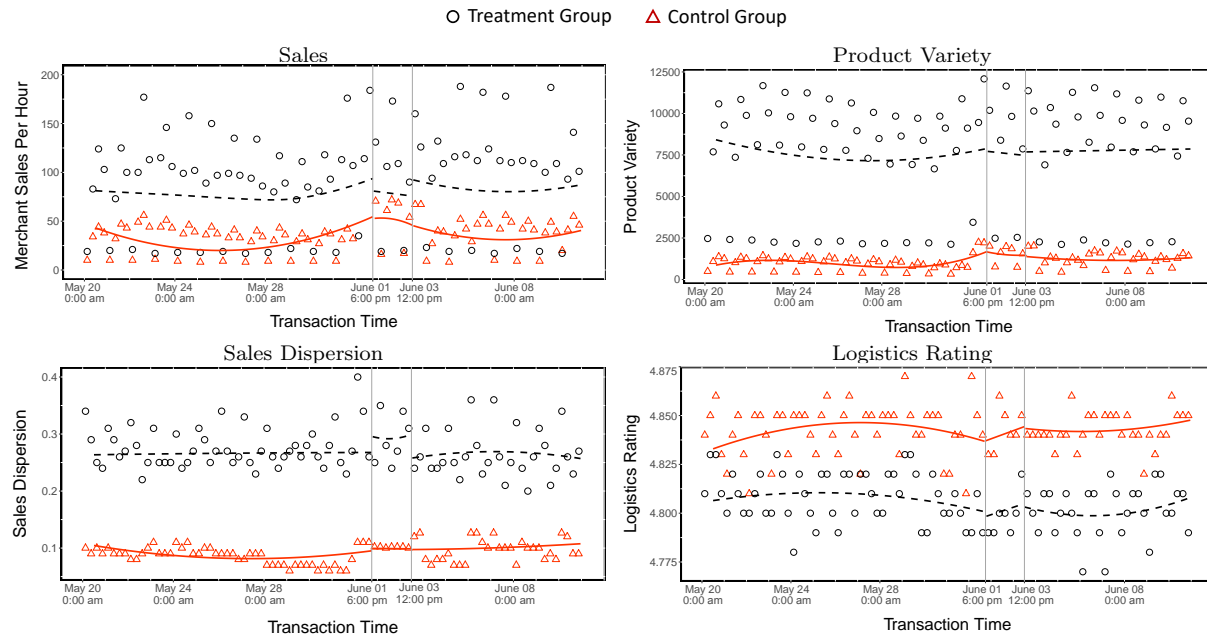 Treatment Group Control Group
Sales
Merchant Sales Per Hour
200
150
100
50
0
May 20 May 24 May 28 June 01 June 03 June 08
0:00 am 0:00 am 0:00 am 6:00 pm 12:00 pm 0:00 am
Transaction Time
Product Variety
Product Variety
12500
10000
7500
5000
2500
0
May 20 May 24 May 28 June 01 June 03 June 08
0:00 am 0:00 am 0:00 am 6:00 pm 12:00 pm 0:00 am
Transaction Time
Sales Dispersion
Sales Dispersion
0.4
0.3
0.2
0.1
May 20 May 24 May 28 June 01 June 03 June 08
0:00 am 0:00 am 0:00 am 6:00 pm 12:00 pm 0:00 am
Transaction Time
Logistics Rating
Logistics Rating
4.875
4.850
4.825
4.800
4.775
May 20 May 24 May 28 June 01 June 03 June 08
0:00 am 0:00 am 0:00 am 6:00 pm 12:00 pm 0:00 am
Transaction Time